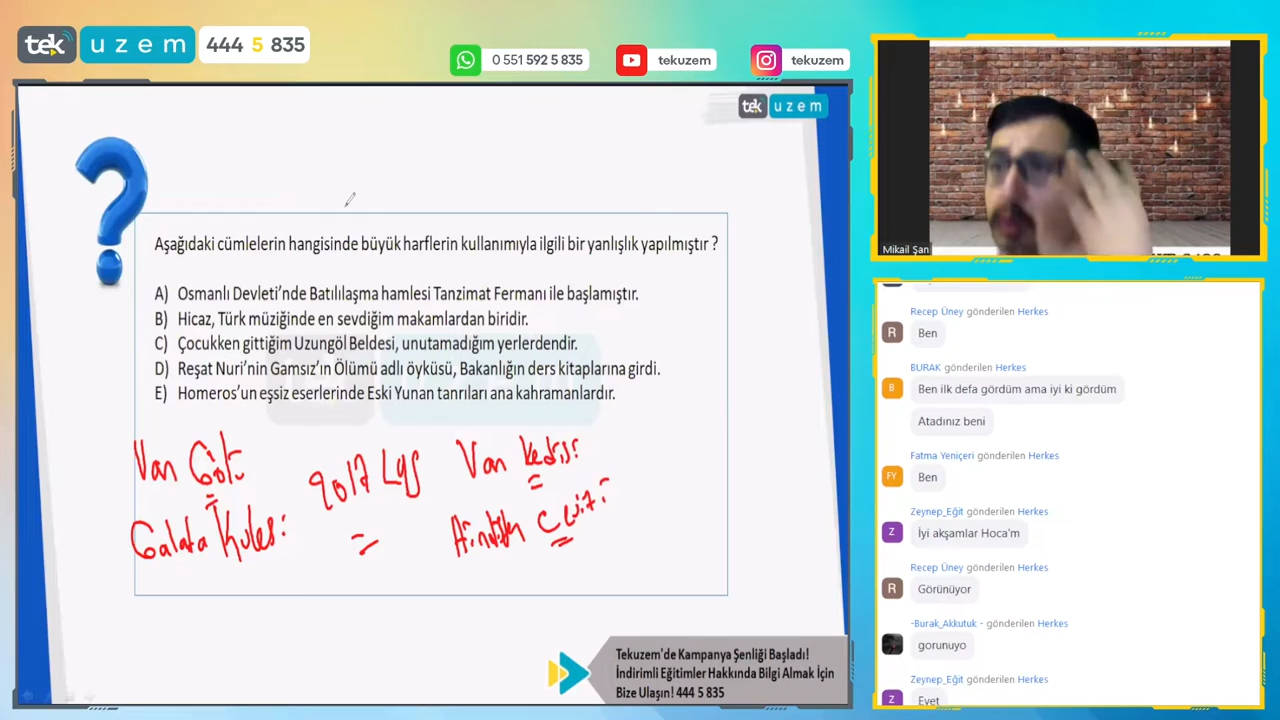 tek uzem 444 5 835
0 551 592 5 835
tekuzem
tekuzem
tek uzem
Aşağıdaki cümlelerin hangisinde büyük harflerin kullanımıyla ilgili bir yanlışlık yapılmıştır ?
A) Osmanlı Devleti'nde Batılılaşma hamlesi Tanzimat Fermanı ile başlamıştır.
B) Hicaz, Türk müziğinde en sevdiğim makamlardan biridir.
C) Çocukken gittiğim Uzungöl Beldesi, unutamadığım yerlerdendir.
D) Reşat Nuri'nin Gamsız'ın Ölümü adlı öyküsü, Bakanlığın ders kitaplarına girdi.
E) Homeros'un eşsiz eserlerinde Eski Yunan tanrıları ana kahramanlardır.
Van Gölü
2017 Lys
Van kedisi
Galata Kulesi
Cevizi
Tekuzem'de Kampanya Şenliği Başladı!
İndirimli Eğitimler Hakkında Bilgi Almak İçin
Bize Ulaşın! 444 5 835
Mikail Şan
Recep Üney gönderilen Herkes
R
Ben
BURAK gönderilen Herkes
B
Ben ilk defa gördüm ama iyi ki gördüm
Atadınız beni
Fatma Yeniçeri gönderilen Herkes
FY
Ben
Zeynep_Eğit gönderilen Herkes
Z
İyi akşamlar Hoca'm
Recep Üney gönderilen Herkes
R
Görünüyor
-Burak_Akkutuk - gönderilen Herkes
gorunuyo
Zeynep_Eğit gönderilen Herkes
Z
Evet